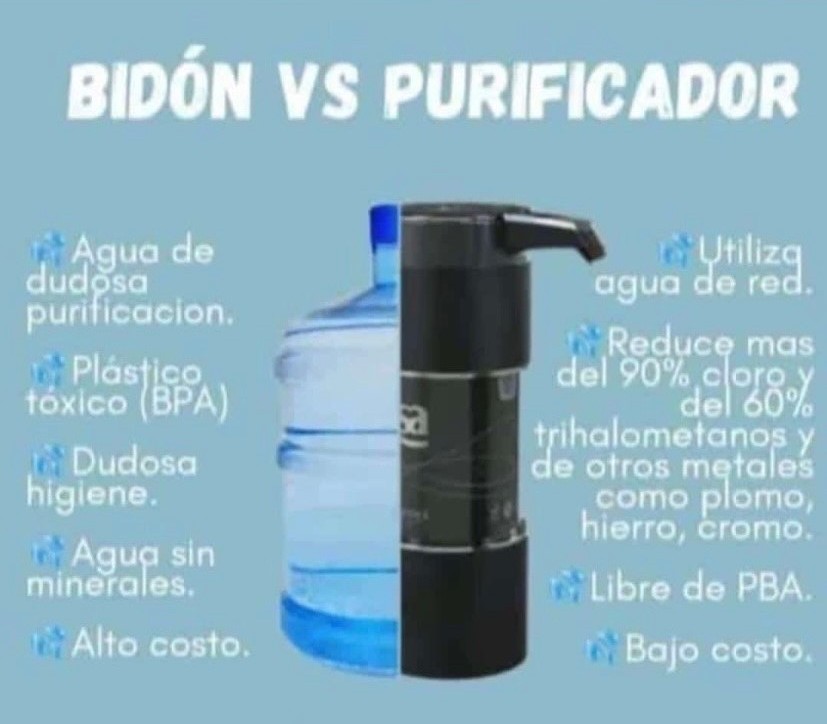 BIDÓN VS PURIFICADOR
Agua de
dudosa
purificacion.
Plástico
tóxico (BPA)
Dudosa
higiene.
Agua sin
minerales.
Alto costo.
Utiliza
agua de red.
Reduce mas
del 90% cloro y
del 60%
trihalometanos y
de otros metales
como plomo,
hierro, cromo.
Libre de PBA.
Bajo costo.